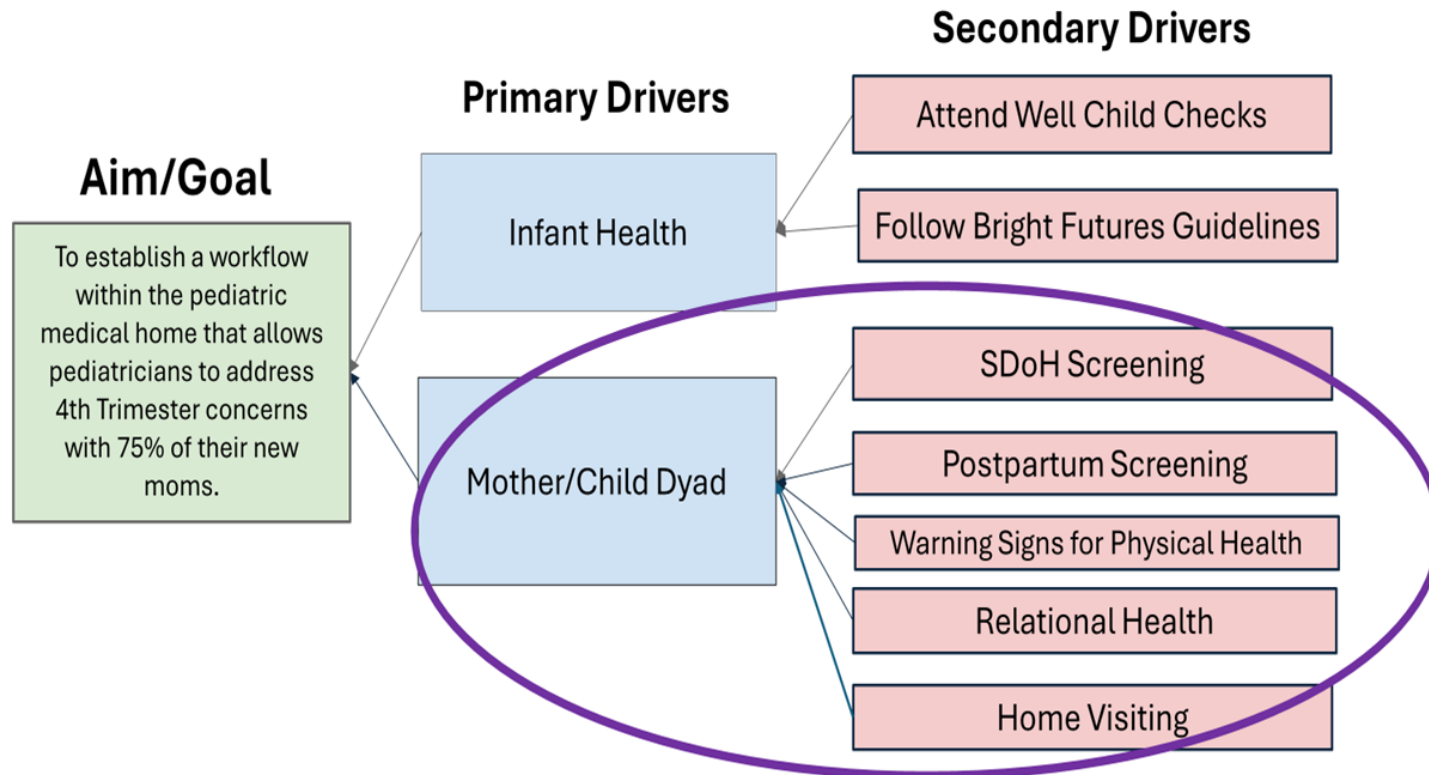 Aim/Goal
To establish a workflow
within the pediatric
medical home that allows
pediatricians to address
4th Trimester concerns
with 75% of their new
moms.
Primary Drivers
Infant Health
Mother/Child Dyad
Secondary Drivers
Attend Well Child Checks
Follow Bright Futures Guidelines
SDoH Screening
Postpartum Screening
Warning Signs for Physical Health
Relational Health
Home Visiting